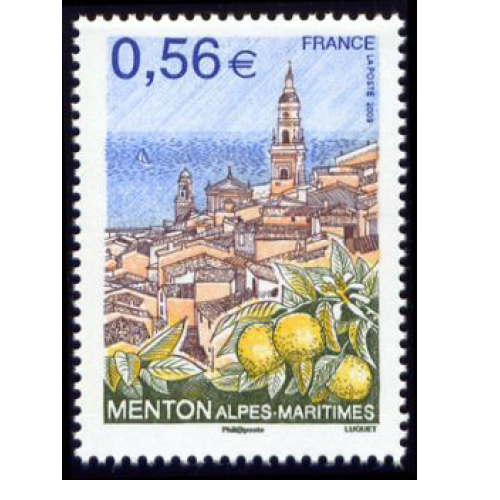 0,56 €
FRANCE
LA POSTE 2009
MENTON ALPES-MARITIMES
Phil@poste
LUQUET